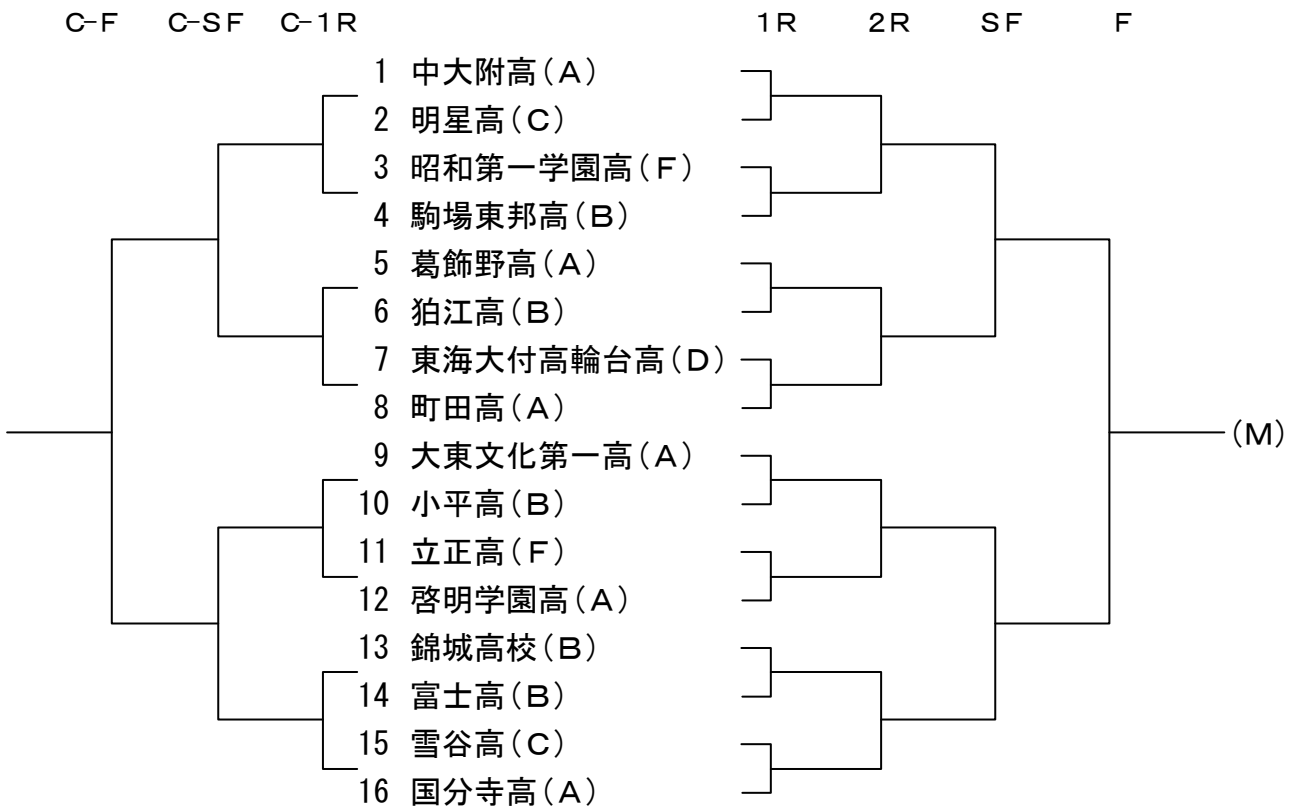 C-F C-SF C-1R 1R 2R SF F
1 中大附高(A)
2 明星高(C)
3 昭和第一学園高(F)
4 駒場東邦高(B)
5 葛飾野高(A)
6 狛江高(B)
7 東海大付高輪台高(D)
8 町田高(A)
(M)
9 大東文化第一高(A)
10 小平高(B)
11 立正高(F)
12 啓明学園高(A)
13 錦城高校(B)
14 富士高(B)
15 雪谷高(C)
16 国分寺高(A)